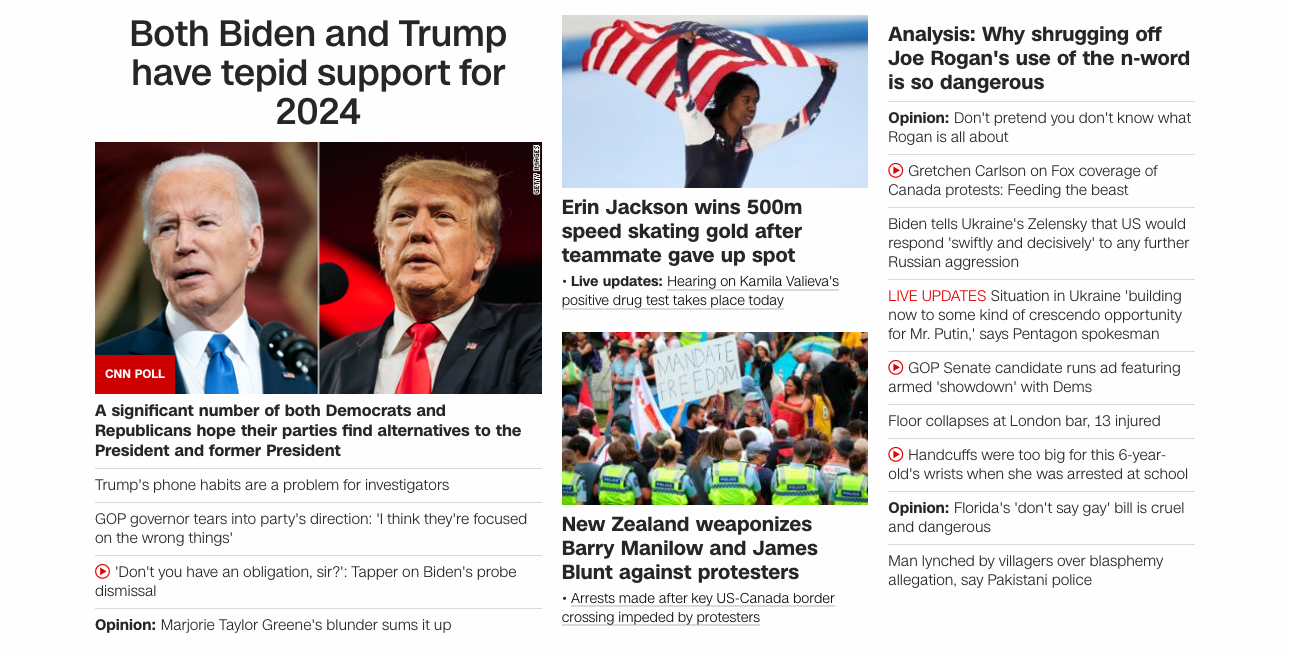 Both Biden and Trump
have tepid support for
2024
GETTY IMAGES
CNN POLL
A significant number of both Democrats and
Republicans hope their parties find alternatives to the
President and former President
Trump's phone habits are a problem for investigators
GOP governor tears into party's direction: 'I think they're focused
on the wrong things'
'Don't you have an obligation, sir?': Tapper on Biden's probe
dismissal
Opinion: Marjorie Taylor Greene's blunder sums it up
Erin Jackson wins 500m
speed skating gold after
teammate gave up spot
• Live updates: Hearing on Kamila Valieva's
positive drug test takes place today
MANDATE
FREEDOM
New Zealand weaponizes
Barry Manilow and James
Blunt against protesters
• Arrests made after key US-Canada border
crossing impeded by protesters
Analysis: Why shrugging off
Joe Rogan's use of the n-word
is so dangerous
Opinion: Don't pretend you don't know what
Rogan is all about
Gretchen Carlson on Fox coverage of
Canada protests: Feeding the beast
Biden tells Ukraine's Zelensky that US would
respond 'swiftly and decisively' to any further
Russian aggression
LIVE UPDATES Situation in Ukraine 'building
now to some kind of crescendo opportunity
for Mr. Putin,' says Pentagon spokesman
GOP Senate candidate runs ad featuring
armed 'showdown' with Dems
Floor collapses at London bar, 13 injured
Handcuffs were too big for this 6-year-
old's wrists when she was arrested at school
Opinion: Florida's 'don't say gay' bill is cruel
and dangerous
Man lynched by villagers over blasphemy
allegation, say Pakistani police